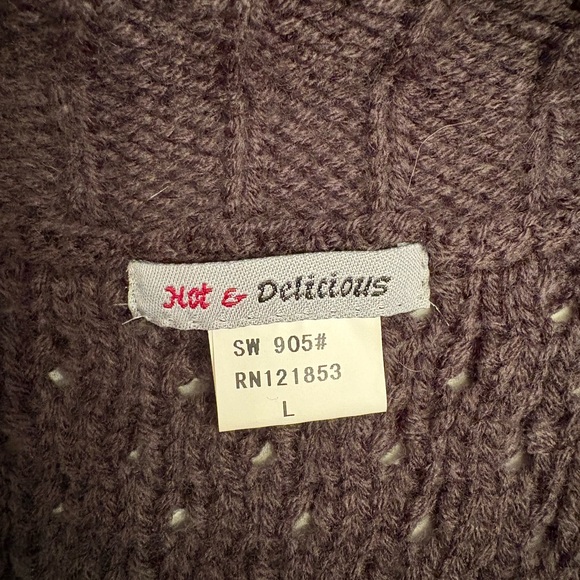 Hot & Delicious
SW 905#
RN121853
L